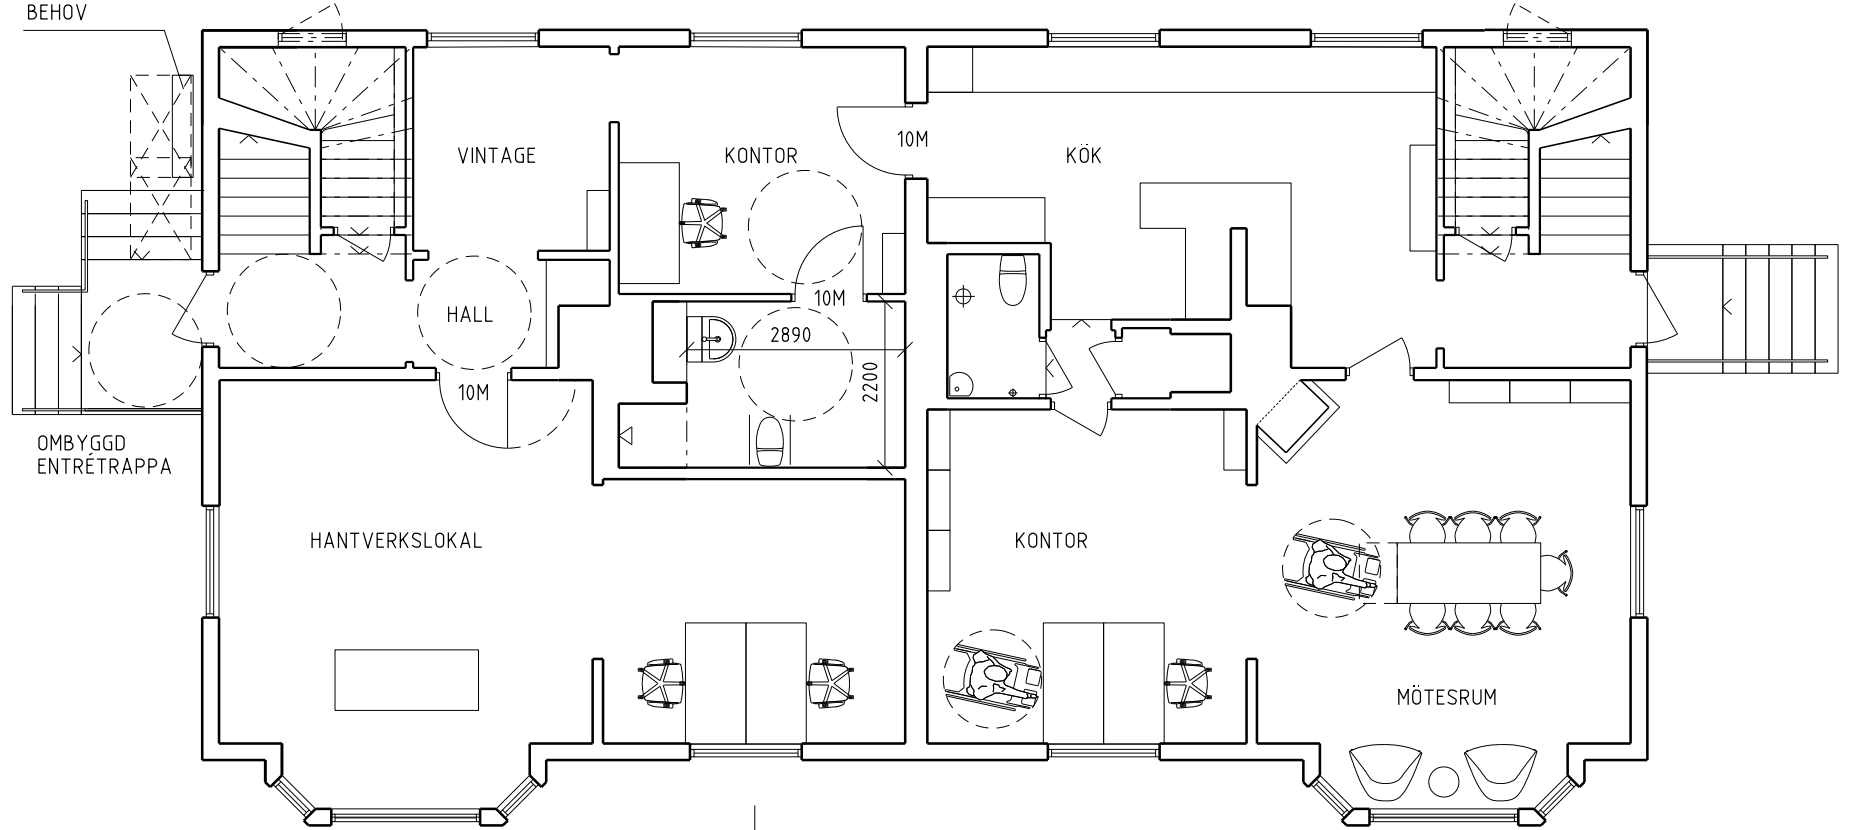 BEHOV
VINTAGE
KONTOR
10M
KÖK
HALL
10M
2890
2200
10M
OMBYGGD
ENTRÉTRAPPA
HANTVERKSLOKAL
KONTOR
MÖTESRUM